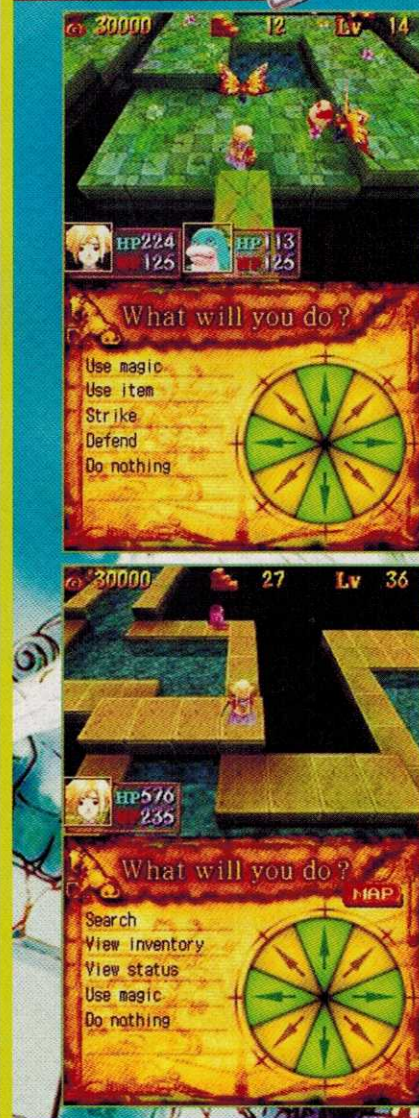 30000 12 Lv 14
HP224 HP113
125 125
What will you do?
Use magic
Use item
Strike
Defend
Do nothing
30000 27 Lv 36
HP576
235
What will you do?
MAP
Search
View inventory
View status
Use magic
Do nothing